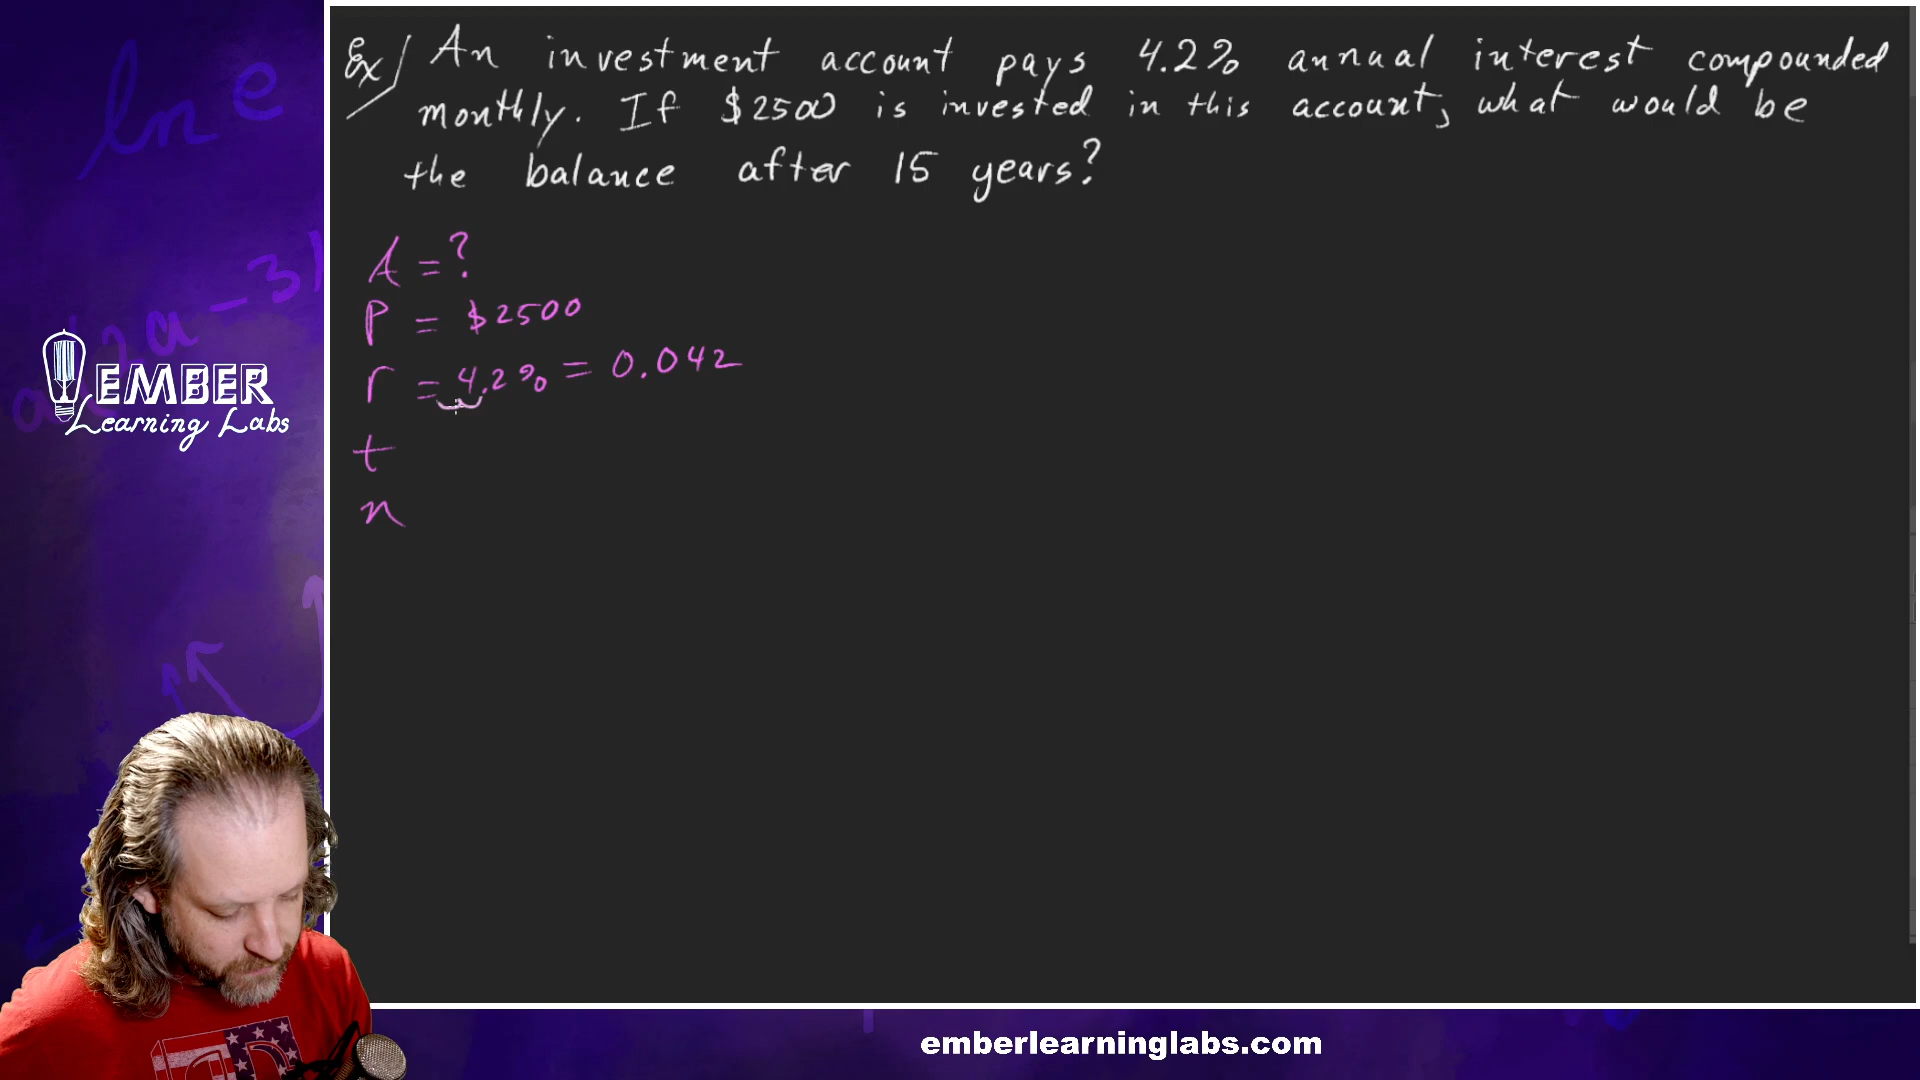 Ex/ An investment account pays 4.2% annual interest compounded
monthly. If $2500 is invested in this account, what would be
the balance after 15 years?
A = ?
P = $2500
r = 4.2% = 0.042
t
n
ln e
EMBER
Learning Labs
emberlearninglabs.com